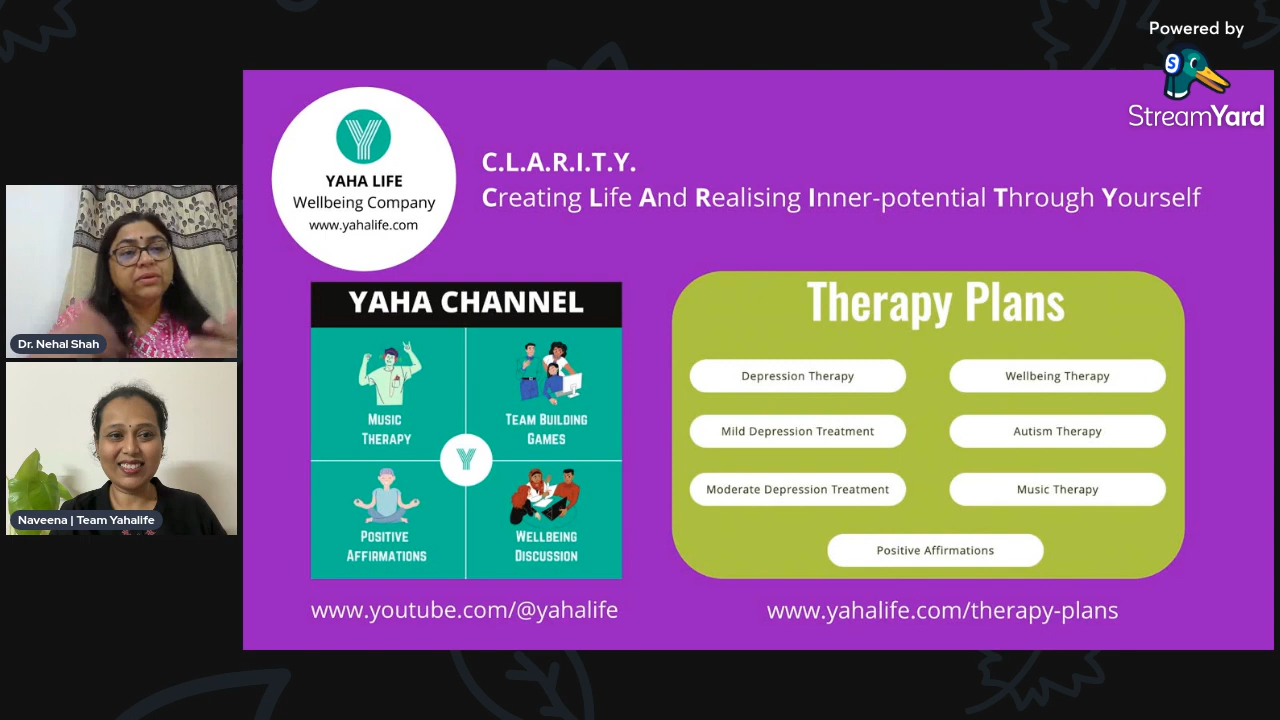 Powered by
S
StreamYard
Y
YAHA LIFE
Wellbeing Company
www.yahalife.com
C.L.A.R.I.T.Y.
Creating Life And Realising Inner-potential Through Yourself
Dr. Nehal Shah
Naveena | Team Yahalife
YAHA CHANNEL
MUSIC
THERAPY
TEAM BUILDING
GAMES
Y
POSITIVE
AFFIRMATIONS
WELLBEING
DISCUSSION
www.youtube.com/@yahalife
Therapy Plans
Depression Therapy
Wellbeing Therapy
Mild Depression Treatment
Autism Therapy
Moderate Depression Treatment
Music Therapy
Positive Affirmations
www.yahalife.com/therapy-plans